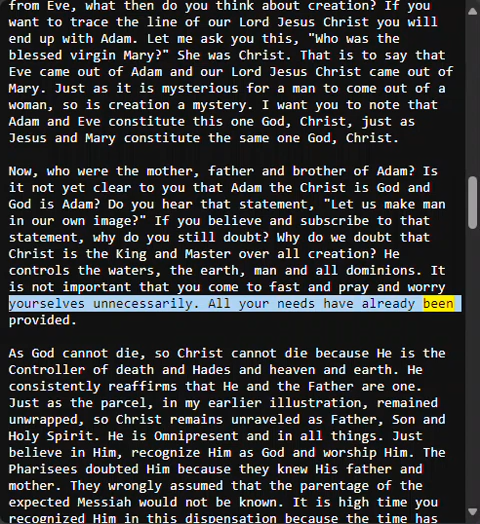 from Eve, what then do you think about creation? If you
want to trace the line of our Lord Jesus Christ you will
end up with Adam. Let me ask you this, "Who was the
blessed virgin Mary?" She was Christ. That is to say that
Eve came out of Adam and our Lord Jesus Christ came out of
Mary. Just as it is mysterious for a man to come out of a
woman, so is creation a mystery. I want you to note that
Adam and Eve constitute this one God, Christ, just as
Jesus and Mary constitute the same one God, Christ.

Now, who were the mother, father and brother of Adam? Is
it not yet clear to you that Adam the Christ is God and
God is Adam? Do you hear that statement, "Let us make man
in our own image?" If you believe and subscribe to that
statement, why do you still doubt? Why do we doubt that
Christ is the King and Master over all creation? He
controls the waters, the earth, man and all dominions. It
is not important that you come to fast and pray and worry
yourselves unnecessarily. All your needs have already been
provided.

As God cannot die, so Christ cannot die because He is the
Controller of death and Hades and heaven and earth. He
consistently reaffirms that He and the Father are one.
Just as the parcel, in my earlier illustration, remained
unwrapped, so Christ remains unraveled as Father, Son and
Holy Spirit. He is Omnipresent and in all things. Just
believe in Him, recognize Him as God and worship Him. The
Pharisees doubted Him because they knew His father and
mother. They wrongly assumed that the parentage of the
expected Messiah would not be known. It is high time you
recognized Him in this dispensation because the time has